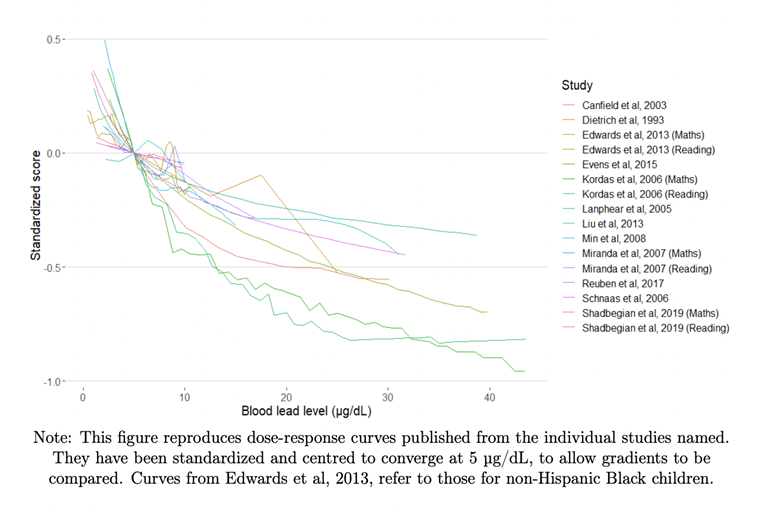 0.5
0.0
-0.5
-1.0
Standardized score
0
10
20
30
40
Blood lead level (µg/dL)
Study
Canfield et al, 2003
Dietrich et al, 1993
Edwards et al, 2013 (Maths)
Edwards et al, 2013 (Reading)
Evens et al, 2015
Kordas et al, 2006 (Maths)
Kordas et al, 2006 (Reading)
Lanphear et al, 2005
Liu et al, 2013
Min et al, 2008
Miranda et al, 2007 (Maths)
Miranda et al, 2007 (Reading)
Reuben et al, 2017
Schnaas et al, 2006
Shadbegian et al, 2019 (Maths)
Shadbegian et al, 2019 (Reading)
Note: This figure reproduces dose-response curves published from the individual studies named.
They have been standardized and centred to converge at 5 µg/dL, to allow gradients to be
compared. Curves from Edwards et al, 2013, refer to those for non-Hispanic Black children.